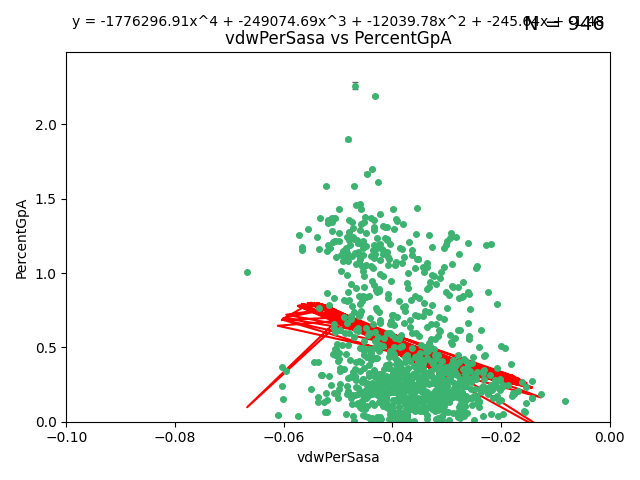 y = -1776296.91x^4 + -249074.69x^3 + -12039.78x^2 + -245.64x + -1.48
N = 946
vdwPerSasa vs PercentGpA
PercentGpA
2.0
1.5
1.0
0.5
0.0
−0.10
−0.08
−0.06
−0.04
−0.02
0.00
vdwPerSasa